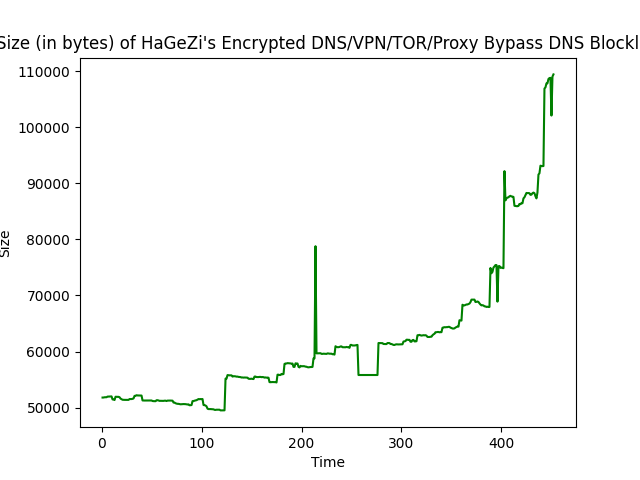 Size (in bytes) of HaGeZi's Encrypted DNS/VPN/TOR/Proxy Bypass DNS Blockl
110000
100000
90000
80000
70000
60000
50000
Size
0 100 200 300 400
Time